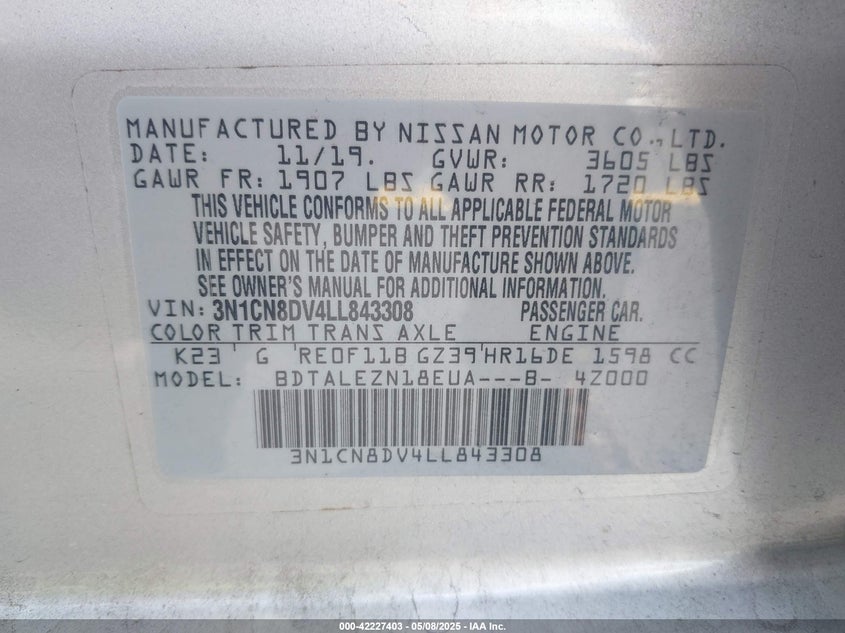 MANUFACTURED BY NISSAN MOTOR CO.,LTD.
DATE: 11/19. GVWR: 3605 LBS
GAWR FR: 1907 LBS GAWR RR: 1720 LBS
THIS VEHICLE CONFORMS TO ALL APPLICABLE FEDERAL MOTOR
VEHICLE SAFETY, BUMPER AND THEFT PREVENTION STANDARDS
IN EFFECT ON THE DATE OF MANUFACTURE SHOWN ABOVE.
SEE OWNER'S MANUAL FOR ADDITIONAL INFORMATION.
VIN: 3N1CN8DV4LL843308 PASSENGER CAR.
COLOR TRIM TRANS AXLE ENGINE
K23 G RE0F11B GZ39 HR16DE 1598 CC
MODEL: BDTALEZN18EUA---B- 4Z000
3N1CN8DV4LL843308
000-42227403 — 05/08/2025 — IAA Inc.